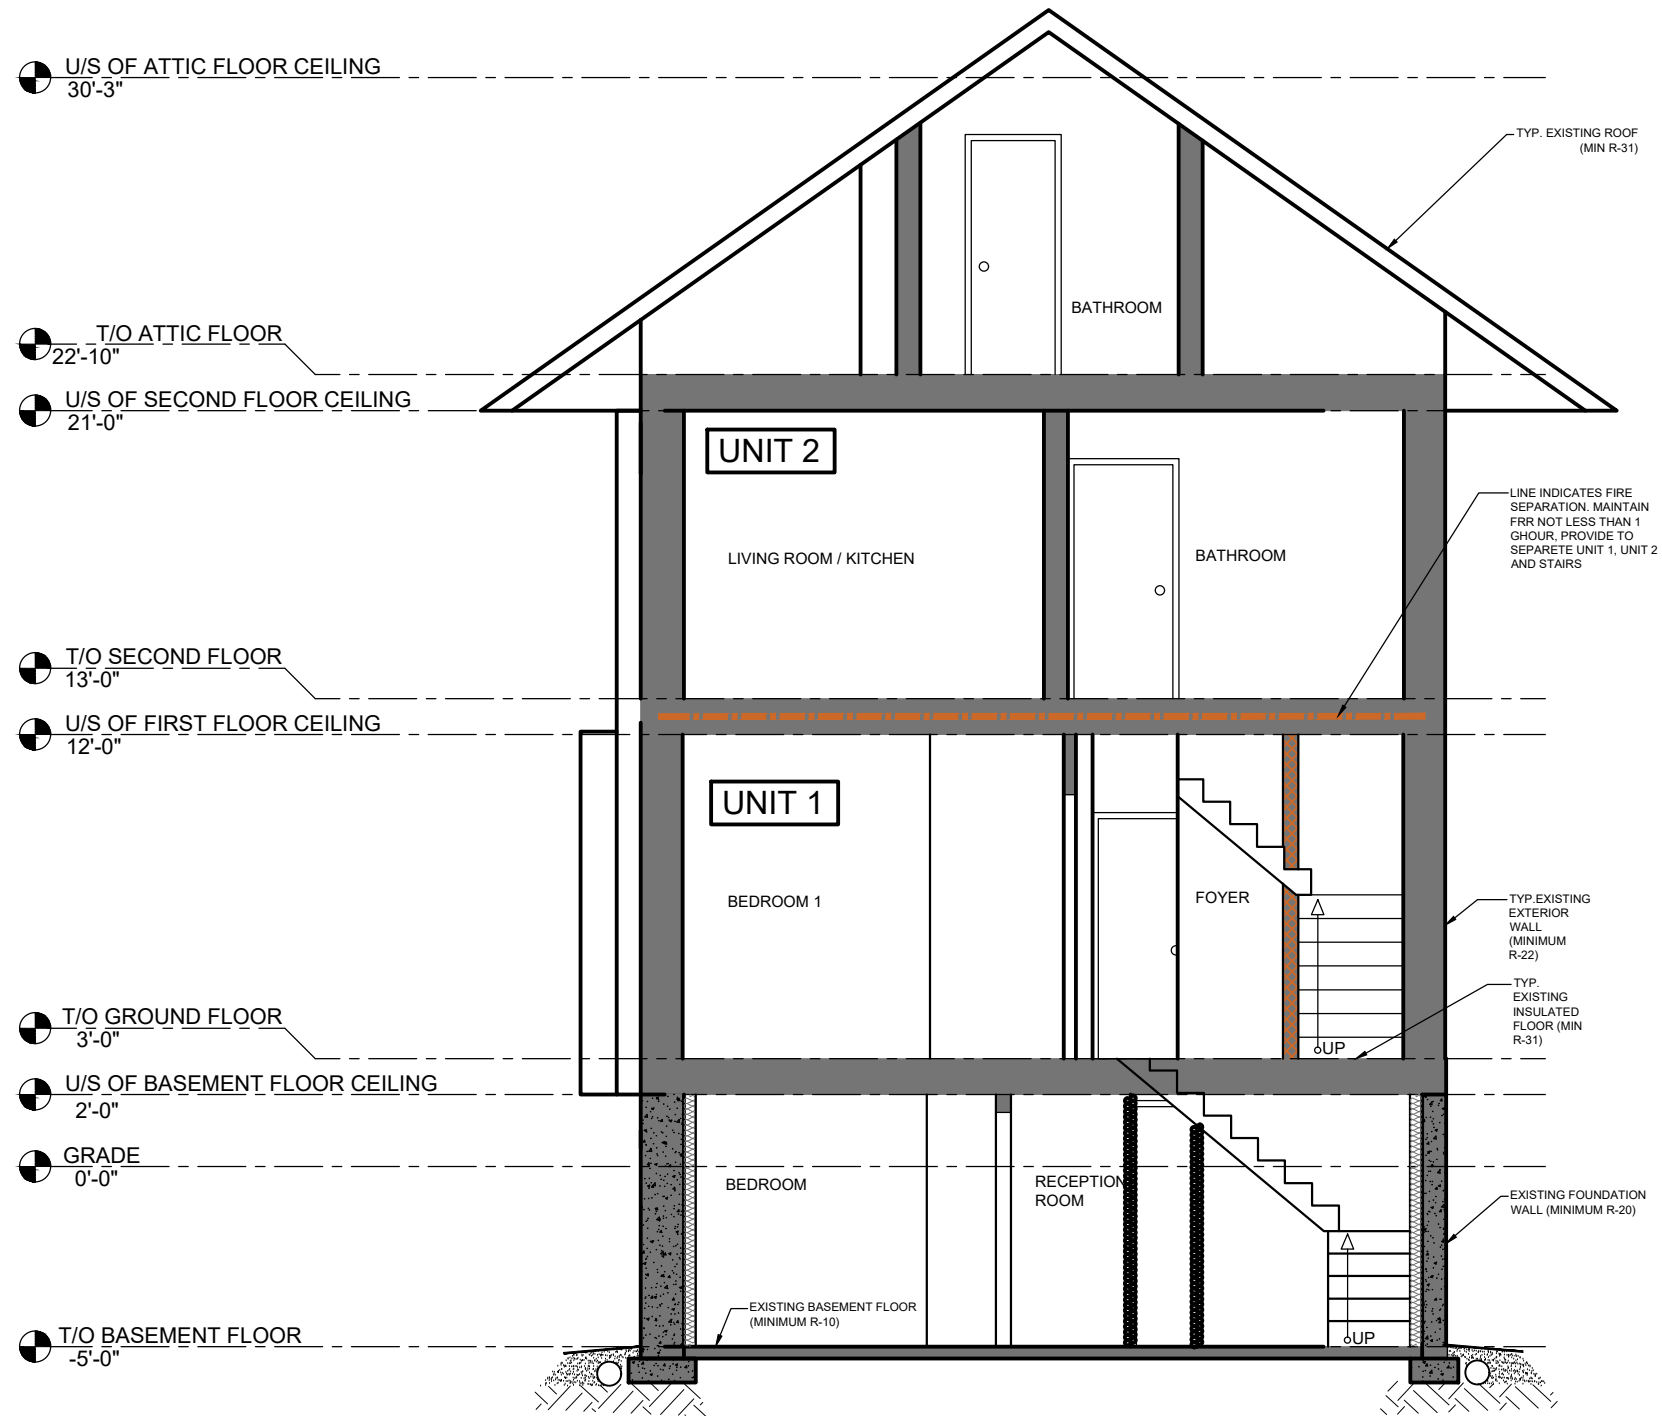 U/S OF ATTIC FLOOR CEILING
30'-3"
TYP. EXISTING ROOF
(MIN R-31)
BATHROOM
T/O ATTIC FLOOR
22'-10"
U/S OF SECOND FLOOR CEILING
21'-0"
UNIT 2
LINE INDICATES FIRE
SEPARATION. MAINTAIN
FRR NOT LESS THAN 1
GHOUR, PROVIDE TO
SEPARETE UNIT 1, UNIT 2
AND STAIRS
LIVING ROOM / KITCHEN
BATHROOM
T/O SECOND FLOOR
13'-0"
U/S OF FIRST FLOOR CEILING
12'-0"
UNIT 1
BEDROOM 1
FOYER
TYP.EXISTING
EXTERIOR
WALL
(MINIMUM
R-22)
TYP.
EXISTING
INSULATED
FLOOR (MIN
R-31)
T/O GROUND FLOOR
3'-0"
UP
U/S OF BASEMENT FLOOR CEILING
2'-0"
GRADE
0'-0"
BEDROOM
RECEPTION
ROOM
EXISTING FOUNDATION
WALL (MINIMUM R-20)
EXISTING BASEMENT FLOOR
(MINIMUM R-10)
UP
T/O BASEMENT FLOOR
-5'-0"